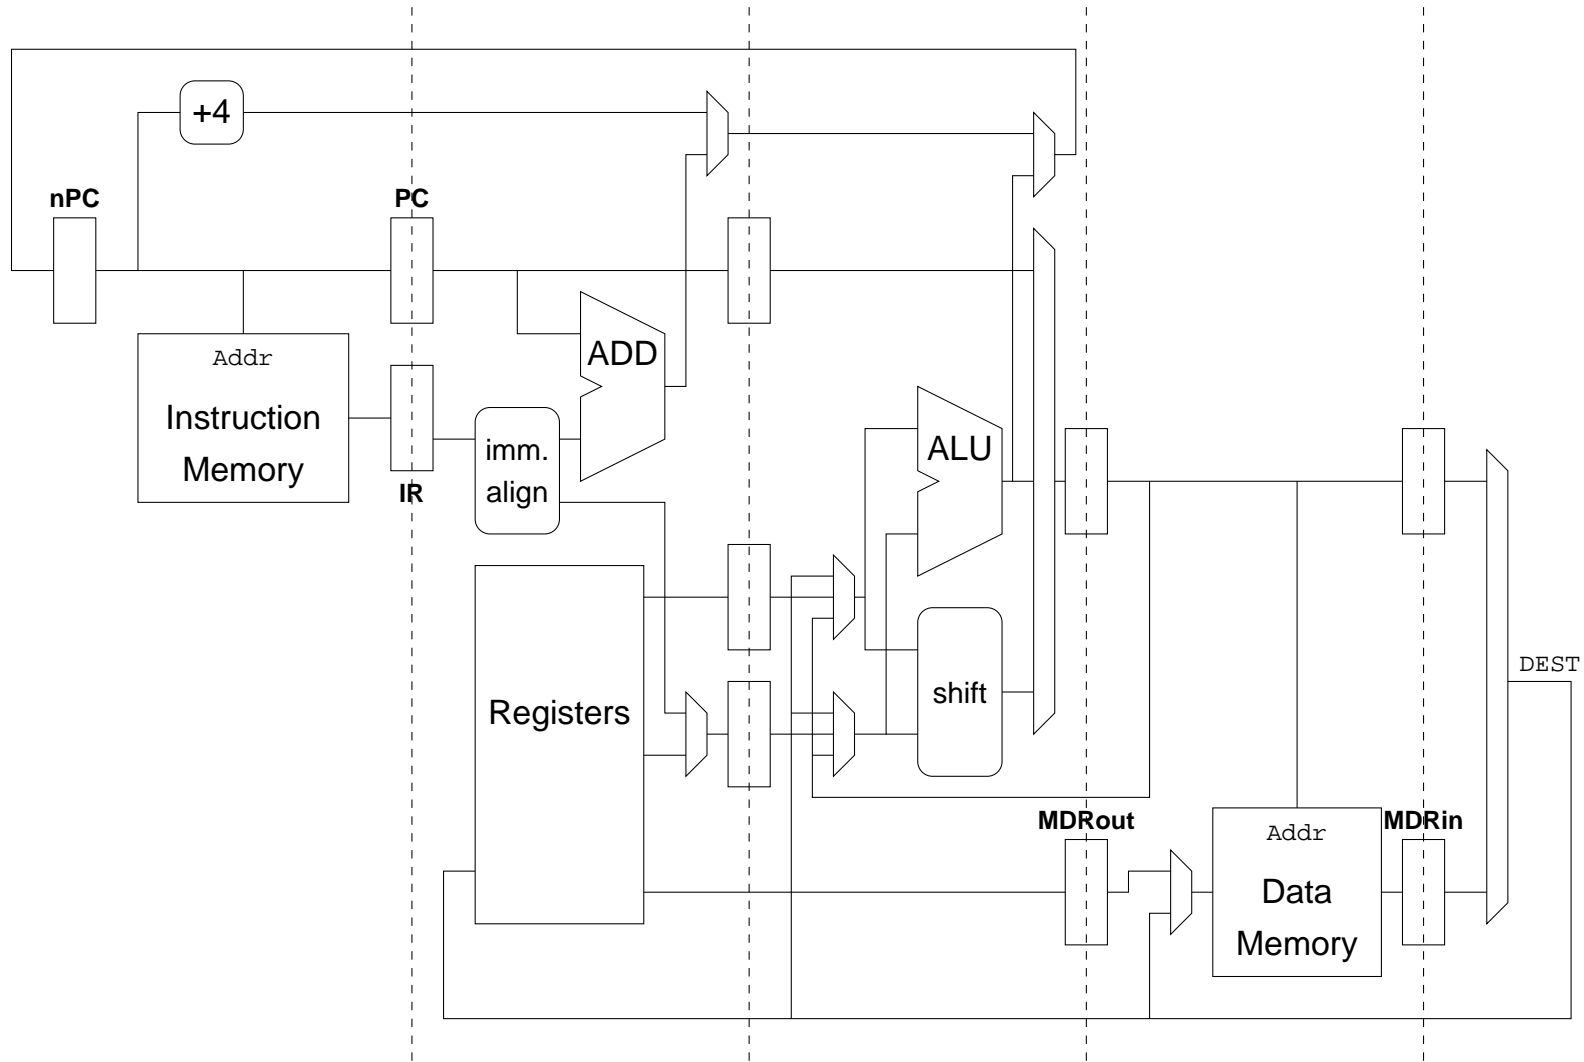 +4
nPC
PC
Addr
Instruction
Memory
IR
imm.
align
ADD
ALU
Registers
shift
DEST
MDRout
MDRin
Addr
Data
Memory